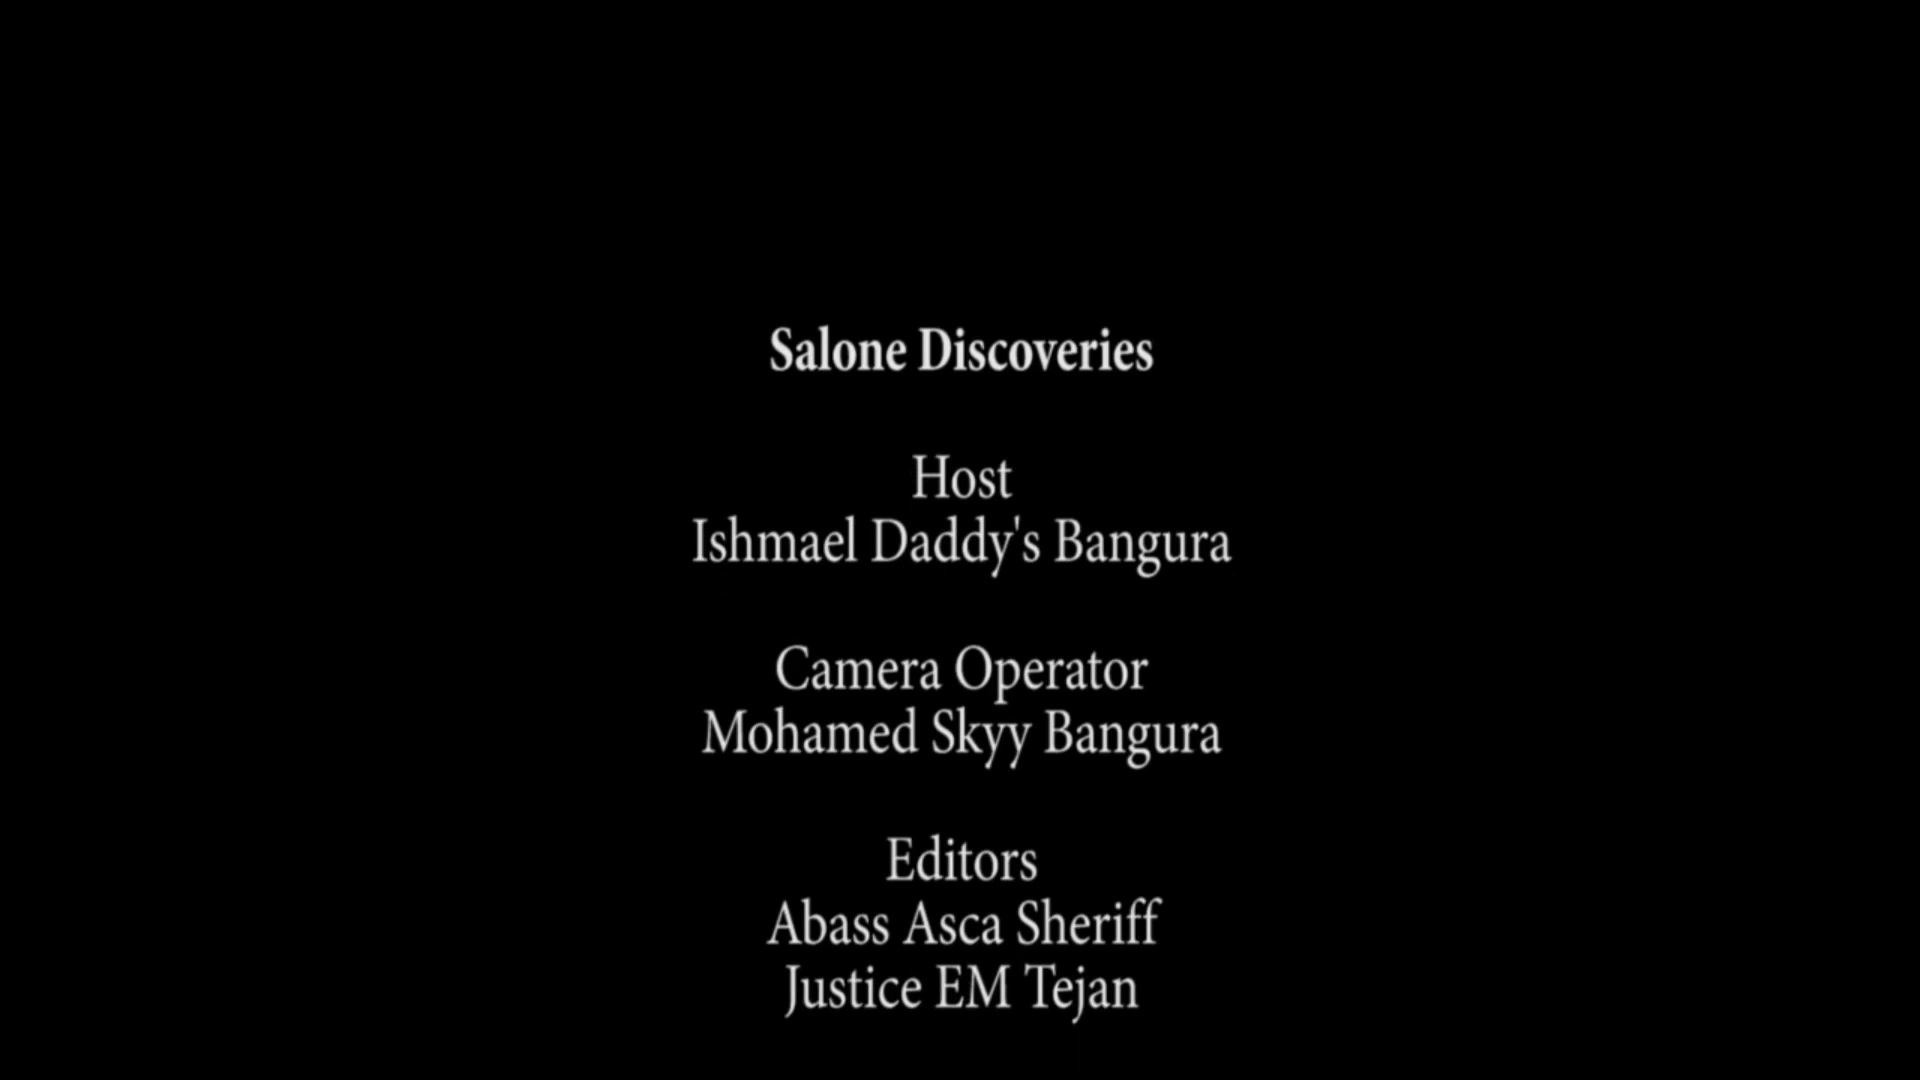 Salone Discoveries
Host
Ishmael Daddy's Bangura
Camera Operator
Mohamed Skyy Bangura
Editors
Abass Asca Sheriff
Justice EM Tejan